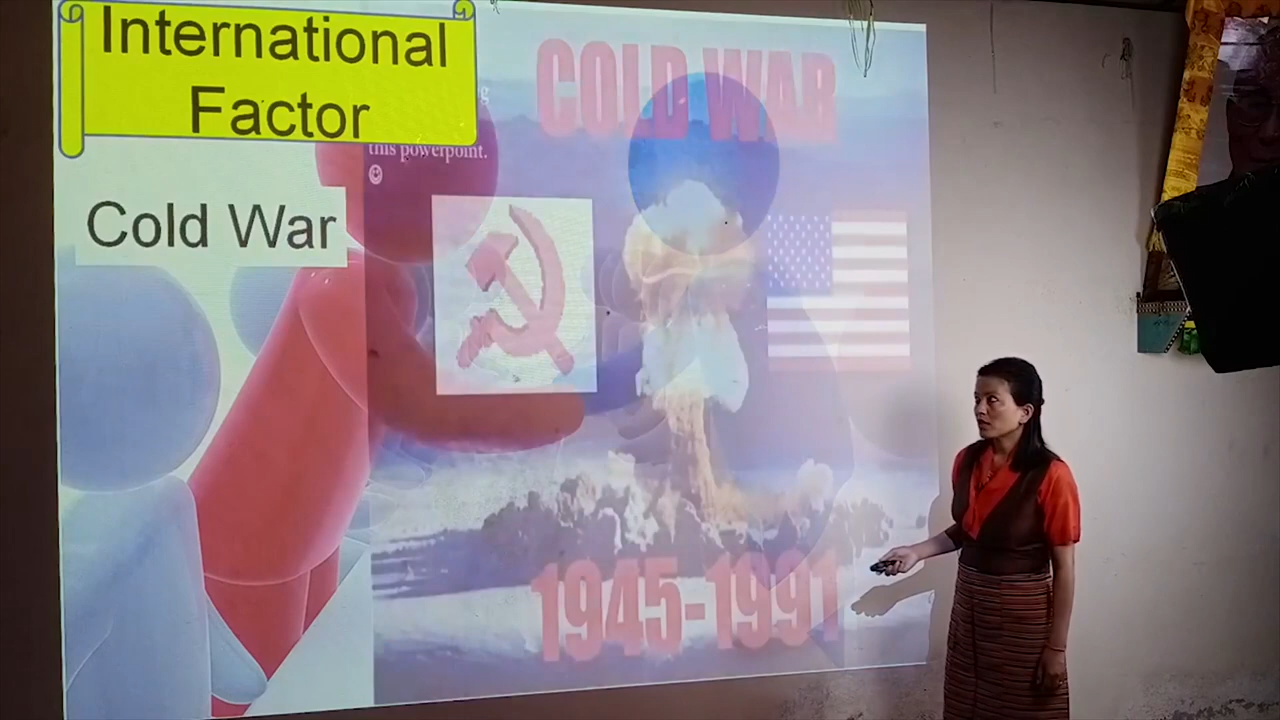 International
Factor
COLD WAR
this powerpoint.
Cold War
1945-1991